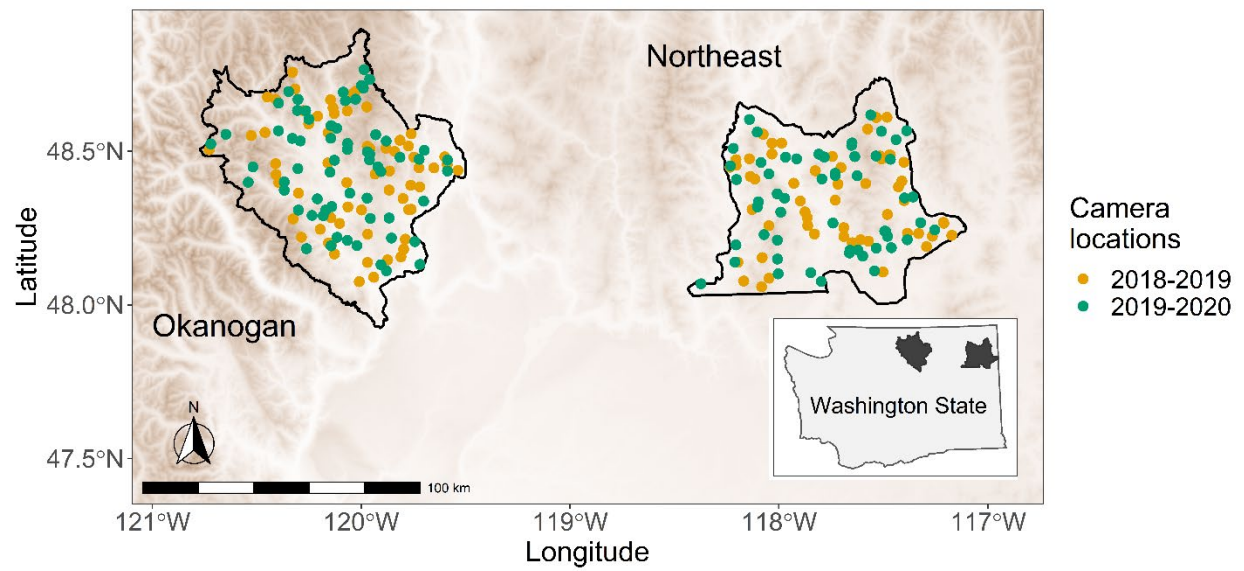 Northeast
Okanogan
48.5°N
48.0°N
47.5°N
Latitude
N
100 km
Washington State
121°W
120°W
119°W
118°W
117°W
Longitude
Camera
locations
2018-2019
2019-2020